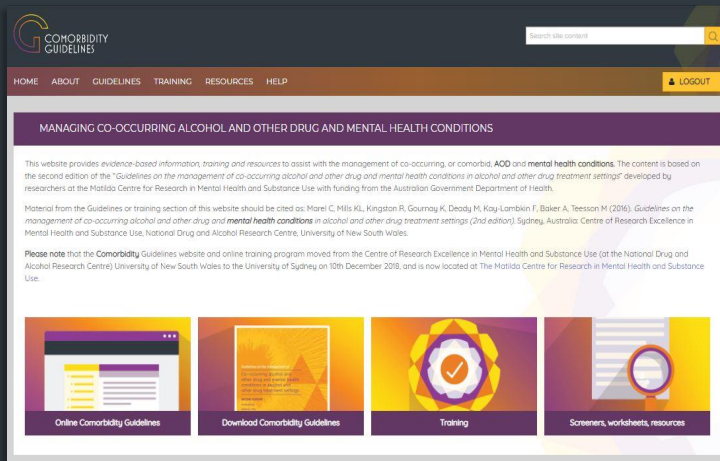 COMORBIDITY
GUIDELINES
Search site content
HOME ABOUT GUIDELINES TRAINING RESOURCES HELP
LOGOUT
MANAGING CO-OCCURRING ALCOHOL AND OTHER DRUG AND MENTAL HEALTH CONDITIONS
This website provides evidence-based information, training and resources to assist with the management of co-occurring, or comorbid, AOD and mental health conditions. The content is based on
the second edition of the "Guidelines on the management of co-occurring alcohol and other drug and mental health conditions in alcohol and other drug treatment settings" developed by
researchers at the Matilda Centre for Research in Mental Health and Substance Use with funding from the Australian Government Department of Health.
Material from the Guidelines or training section of this website should be cited as: Marel C, Mills KL, Kingston R, Gournay K, Deady M, Kay-Lambkin F, Baker A, Teesson M (2016). Guidelines on the
management of co-occurring alcohol and other drug and mental health conditions in alcohol and other drug treatment settings (2nd edition). Sydney, Australia: Centre of Research Excellence in
Mental Health and Substance Use, National Drug and Alcohol Research Centre, University of New South Wales.
Please note that the Comorbidity Guidelines website and online training program moved from the Centre of Research Excellence in Mental Health and Substance Use (at the National Drug and
Alcohol Research Centre) University of New South Wales to the University of Sydney on 10th December 2018, and is now located at The Matilda Centre for Research in Mental Health and Substance
Use.
Online Comorbidity Guidelines
Download Comorbidity Guidelines
Training
Screeners, worksheets, resources